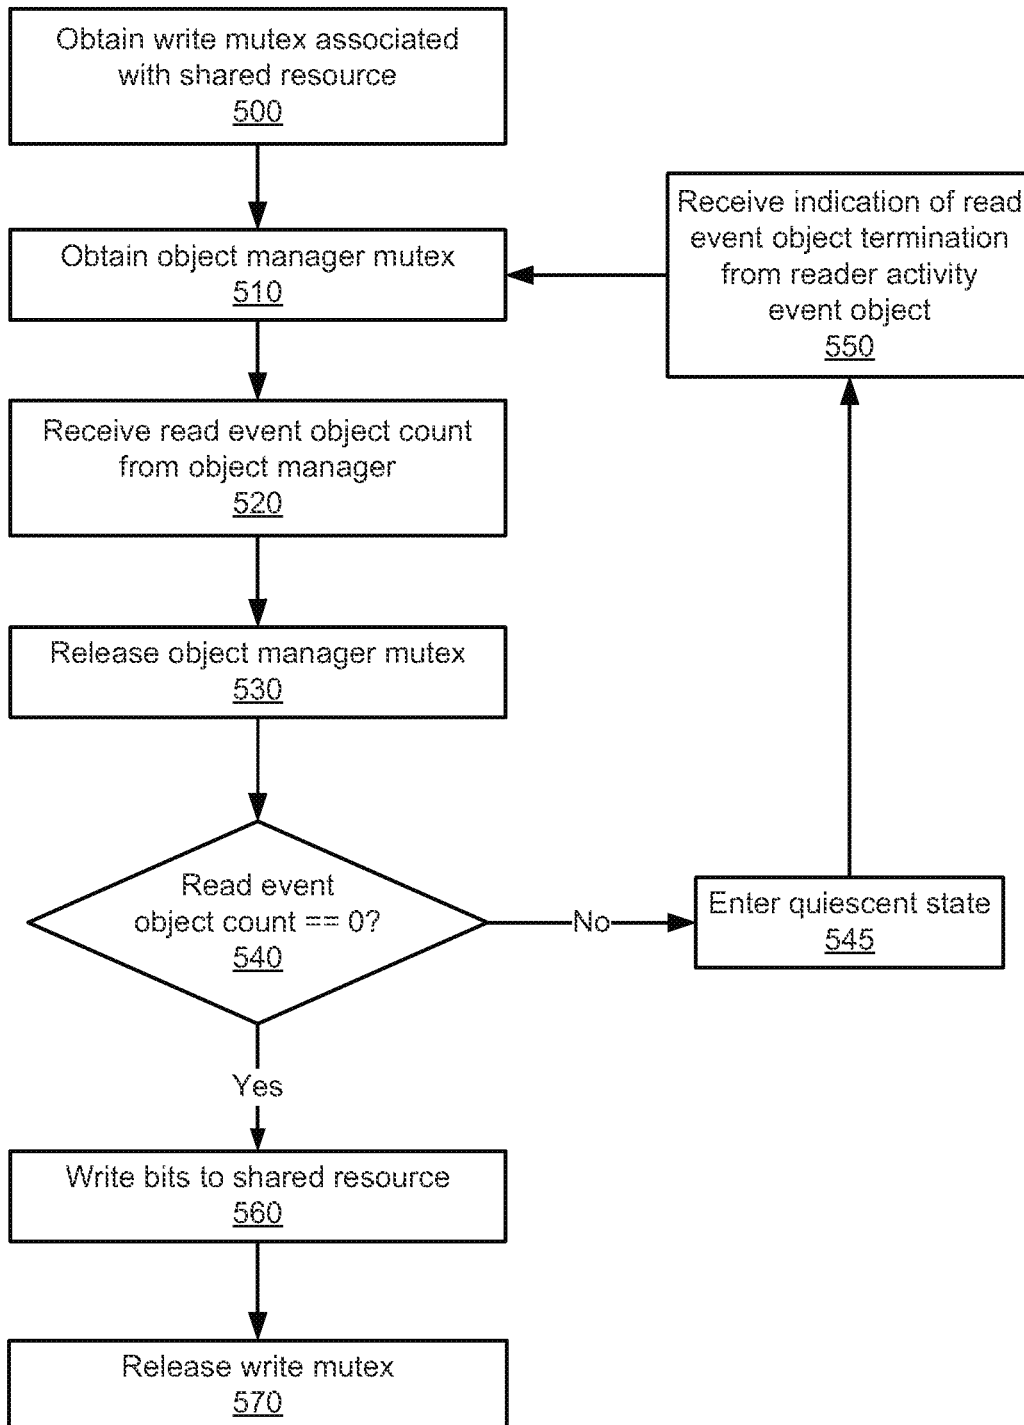 Obtain write mutex associated
with shared resource
500
Obtain object manager mutex
510
Receive indication of read
event object termination
from reader activity
event object
550
Receive read event object count
from object manager
520
Release object manager mutex
530
Read event
object count == 0?
540
No
Enter quiescent state
545
Yes
Write bits to shared resource
560
Release write mutex
570